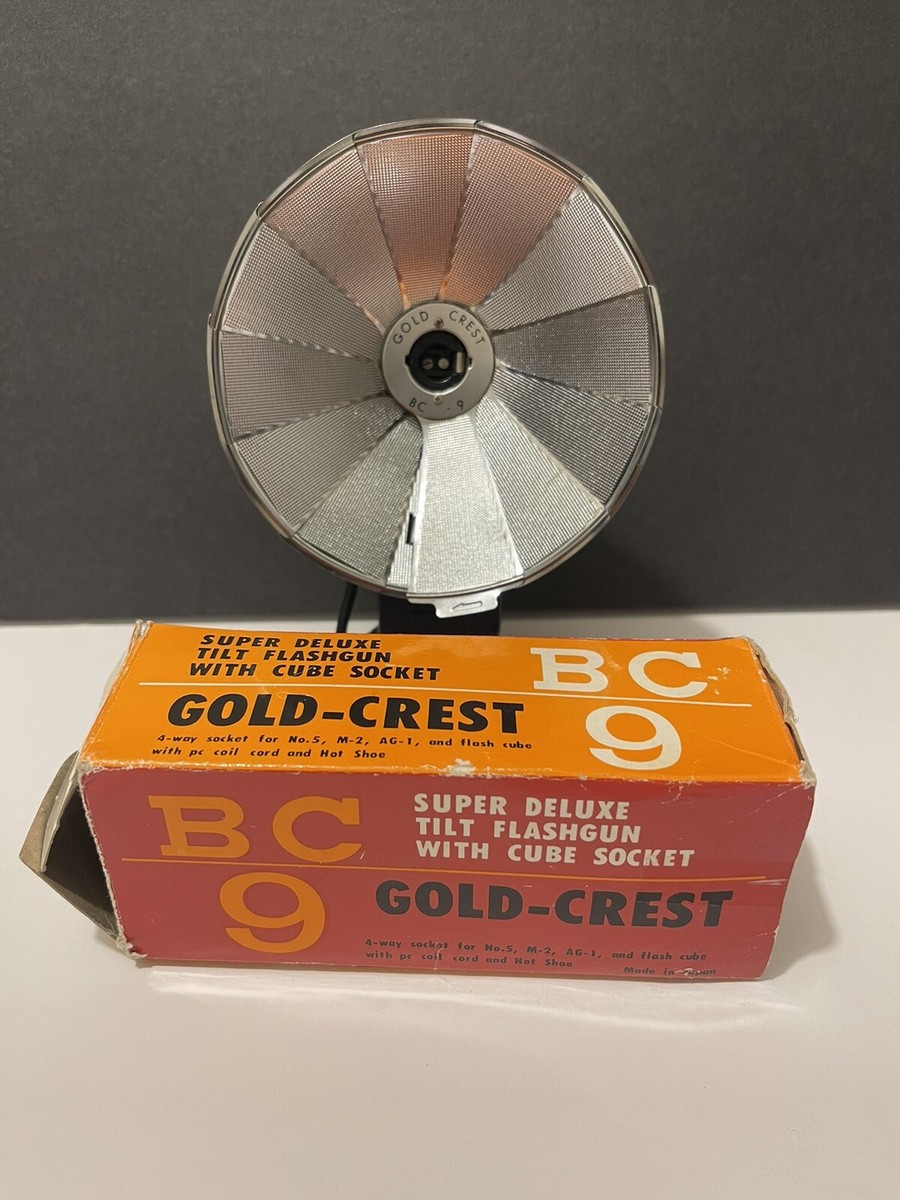 GOLD CREST
BC - 9
SUPER DELUXE
TILT FLASHGUN
WITH CUBE SOCKET
BC
9
GOLD-CREST
4-way socket for No.5, M-2, AG-1, and flash cube
with pc coil cord and Hot Shoe
BC
9
SUPER DELUXE
TILT FLASHGUN
WITH CUBE SOCKET
GOLD-CREST
4-way socket for No.5, M-2, AG-1, and flash cube
with pc coil cord and Hot Shoe
Made in Japan